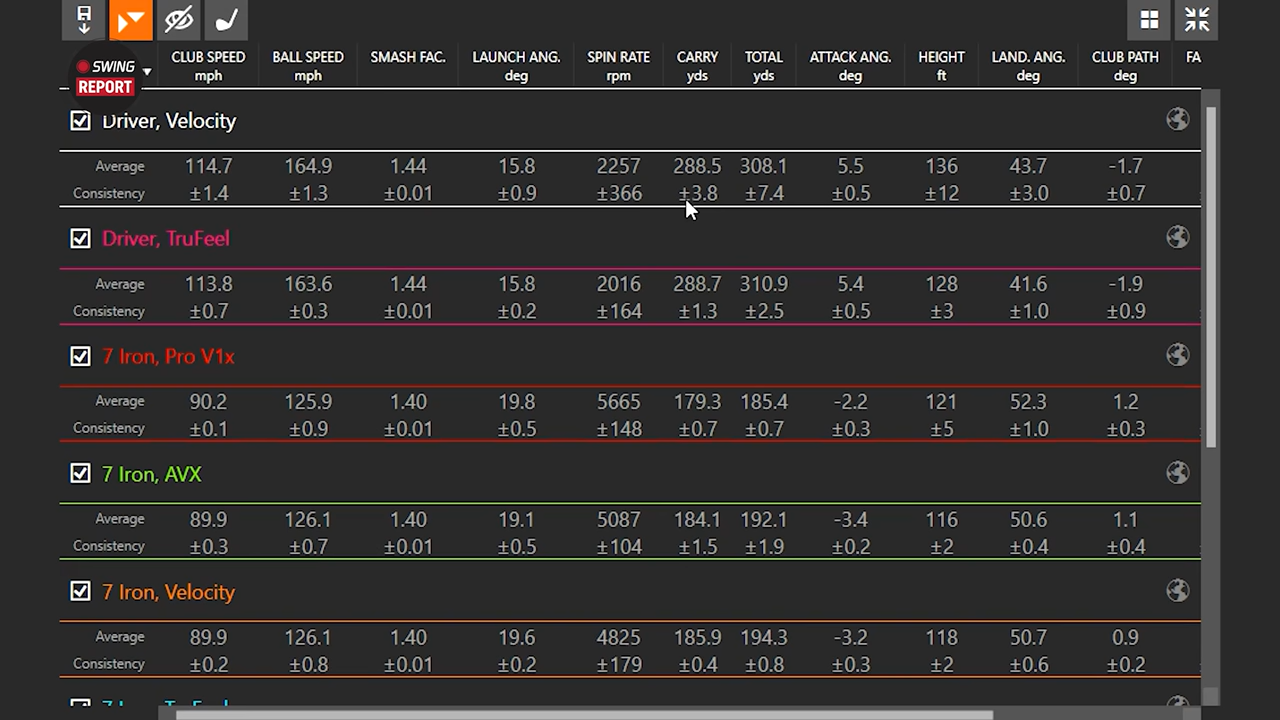 CLUB SPEED BALL SPEED SMASH FAC. LAUNCH ANG. SPIN RATE CARRY TOTAL ATTACK ANG. HEIGHT LAND. ANG. CLUB PATH FA
mph mph deg rpm yds yds deg ft deg deg
SWING
REPORT
Driver, Velocity
Average 114.7 164.9 1.44 15.8 2257 288.5 308.1 5.5 136 43.7 -1.7
Consistency ±1.4 ±1.3 ±0.01 ±0.9 ±366 ±3.8 ±7.4 ±0.5 ±12 ±3.0 ±0.7
Driver, TruFeel
Average 113.8 163.6 1.44 15.8 2016 288.7 310.9 5.4 128 41.6 -1.9
Consistency ±0.7 ±0.3 ±0.01 ±0.2 ±164 ±1.3 ±2.5 ±0.5 ±3 ±1.0 ±0.9
7 Iron, Pro V1x
Average 90.2 125.9 1.40 19.8 5665 179.3 185.4 -2.2 121 52.3 1.2
Consistency ±0.1 ±0.9 ±0.01 ±0.5 ±148 ±0.7 ±0.7 ±0.3 ±5 ±1.0 ±0.3
7 Iron, AVX
Average 89.9 126.1 1.40 19.1 5087 184.1 192.1 -3.4 116 50.6 1.1
Consistency ±0.3 ±0.7 ±0.01 ±0.5 ±104 ±1.5 ±1.9 ±0.2 ±2 ±0.4 ±0.4
7 Iron, Velocity
Average 89.9 126.1 1.40 19.6 4825 185.9 194.3 -3.2 118 50.7 0.9
Consistency ±0.2 ±0.8 ±0.01 ±0.2 ±179 ±0.4 ±0.8 ±0.3 ±2 ±0.6 ±0.2